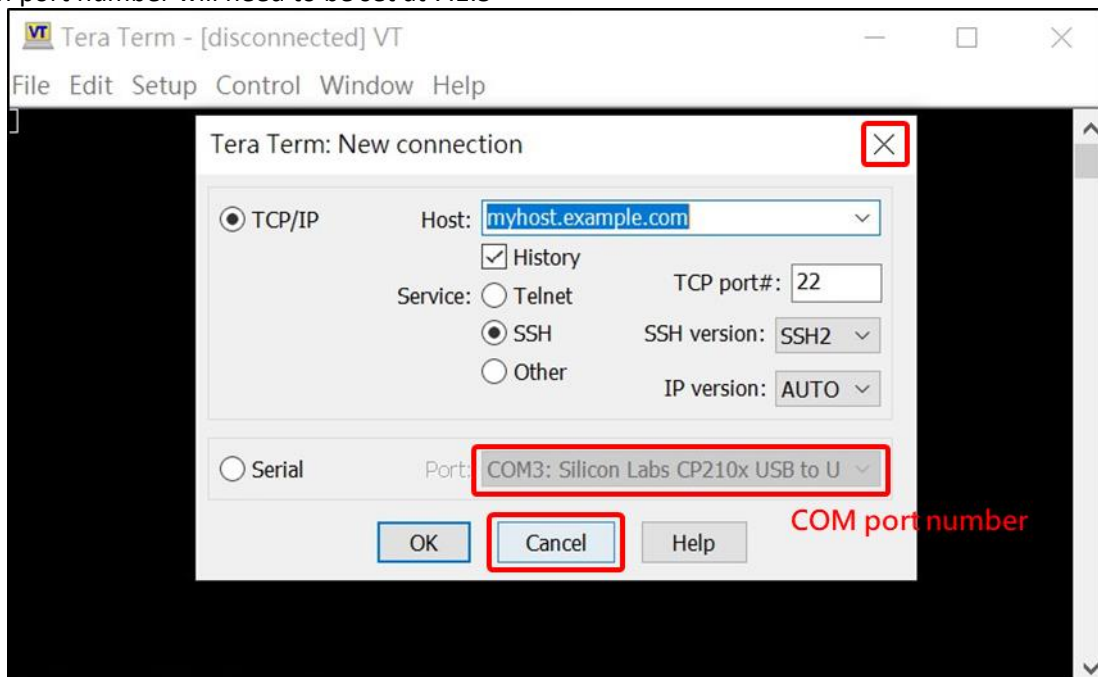 port number will need to be set at
VT Tera Term - [disconnected] VT
File Edit Setup Control Window Help
Tera Term: New connection
TCP/IP Host: myhost.example.com
History
TCP port#: 22
Service: Telnet
SSH SSH version: SSH2
Other
IP version: AUTO
Serial Port: COM3: Silicon Labs CP210x USB to U
COM port number
OK Cancel Help